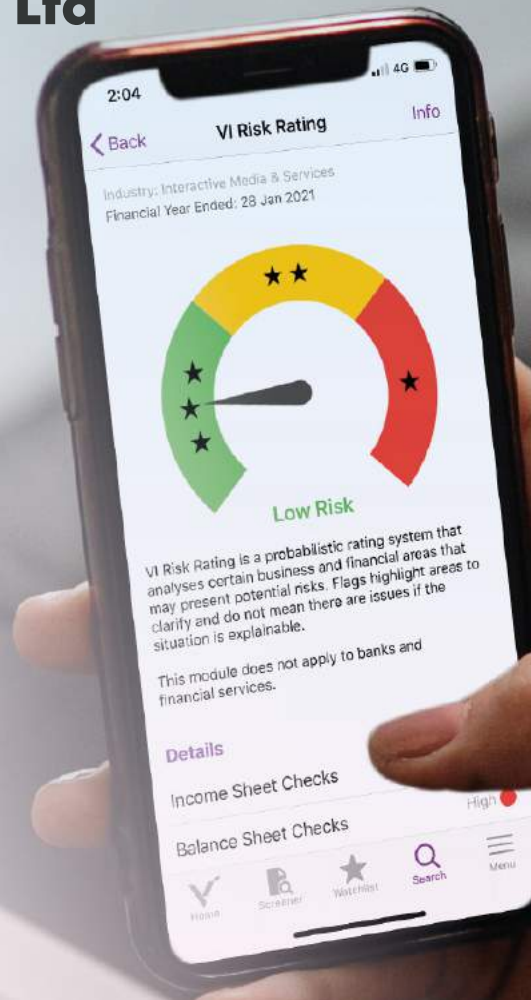 Ltd
2:04
4G
Back
VI Risk Rating
Info
Industry: Interactive Media & Services
Financial Year Ended: 28 Jan 2021
Low Risk
VI Risk Rating is a probabilistic rating system that
analyses certain business and financial areas that
may present potential risks. Flags highlight areas to
clarify and do not mean there are issues if the
situation is explainable.
This module does not apply to banks and
financial services.
Details
Income Sheet Checks
Balance Sheet Checks
High
Home
Screener
Watchlist
Search
Menu